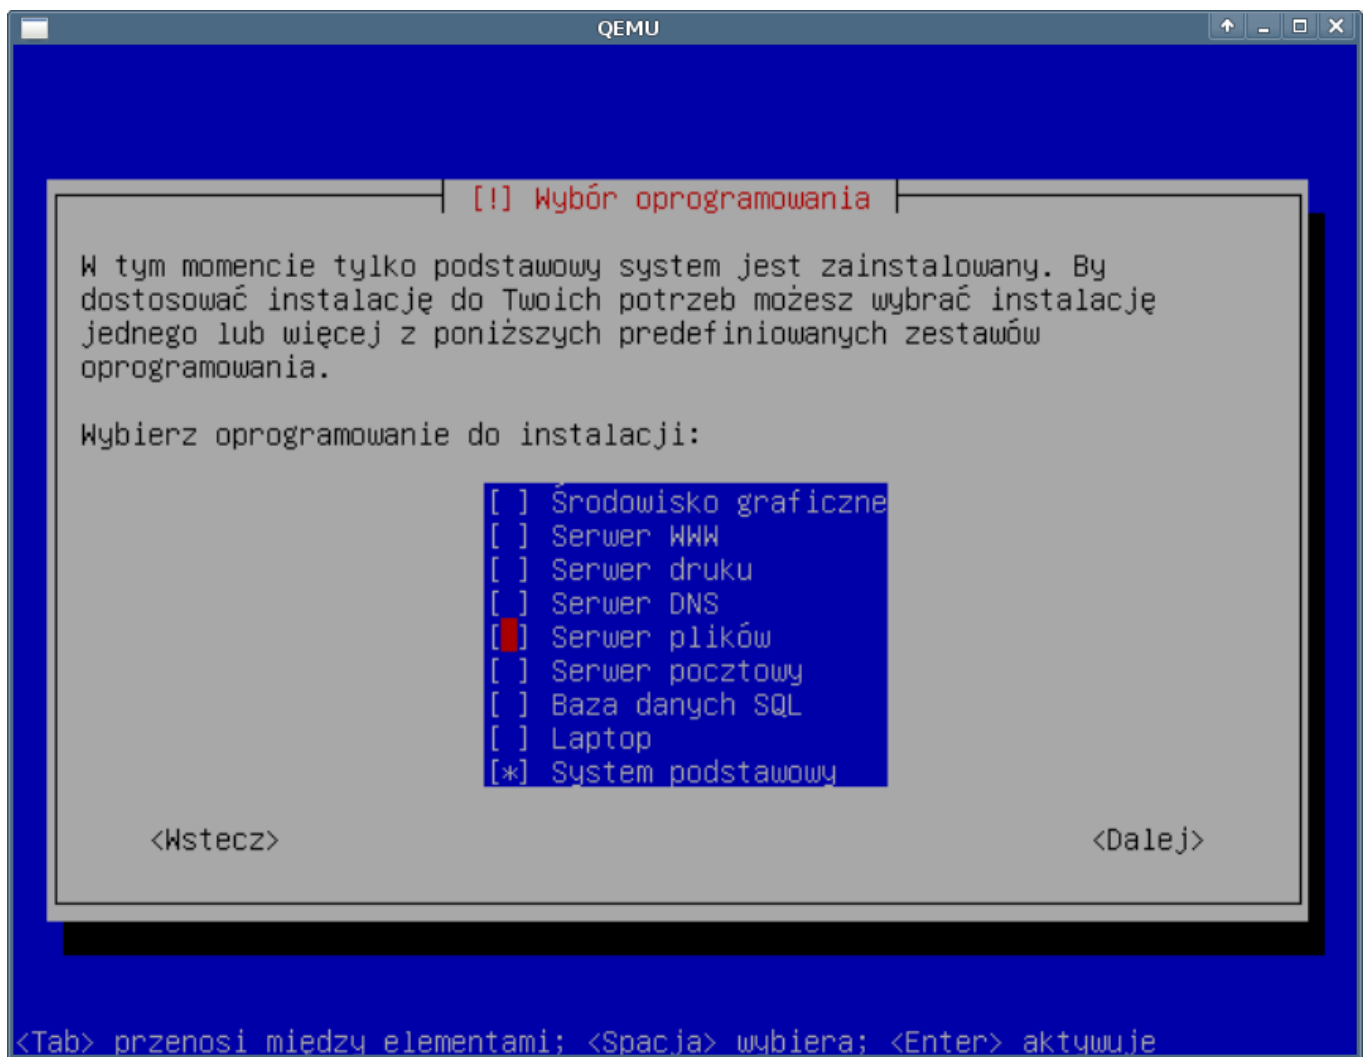 QEMU
[!] Wybór oprogramowania
W tym momencie tylko podstawowy system jest zainstalowany. By
dostosować instalację do Twoich potrzeb możesz wybrać instalację
jednego lub więcej z poniższych predefiniowanych zestawów
oprogramowania.
Wybierz oprogramowanie do instalacji:
[ ] Środowisko graficzne
[ ] Serwer WWW
[ ] Serwer druku
[ ] Serwer DNS
[ ] Serwer plików
[ ] Serwer pocztowy
[ ] Baza danych SQL
[ ] Laptop
[*] System podstawowy
<Wstecz> <Dalej>
<Tab> przenosi między elementami; <Spacja> wybiera; <Enter> aktywuje